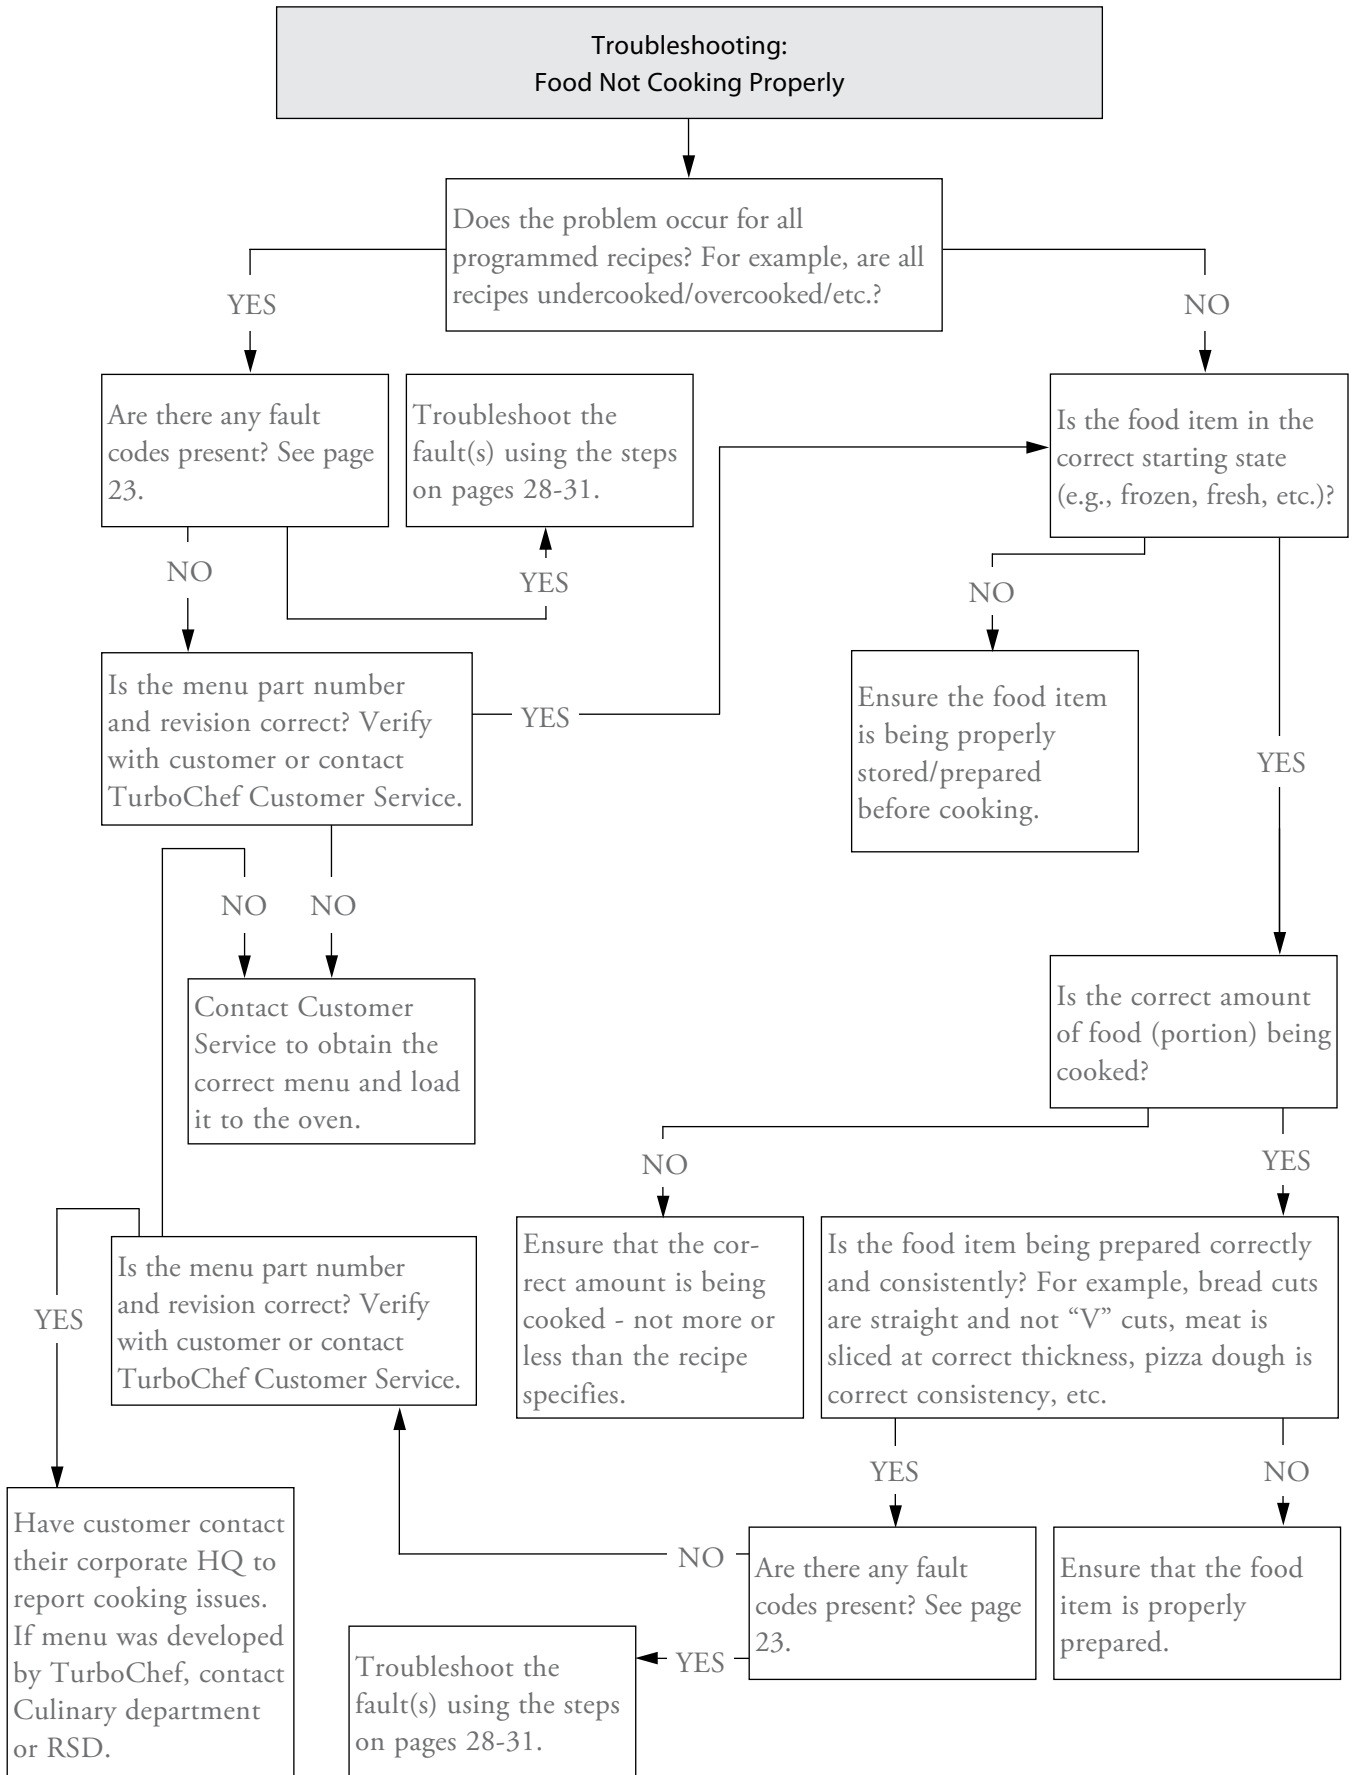 Troubleshooting:
Food Not Cooking Properly
Does the problem occur for all
programmed recipes? For example, are all
recipes undercooked/overcooked/etc.?
YES
NO
Are there any fault
codes present? See page
23.
Troubleshoot the
fault(s) using the steps
on pages 28-31.
Is the food item in the
correct starting state
(e.g., frozen, fresh, etc.)?
NO
YES
NO
Is the menu part number
and revision correct? Verify
with customer or contact
TurboChef Customer Service.
YES
Ensure the food item
is being properly
stored/prepared
before cooking.
YES
NO
NO
Contact Customer
Service to obtain the
correct menu and load
it to the oven.
Is the correct amount
of food (portion) being
cooked?
NO
YES
YES
Is the menu part number
and revision correct? Verify
with customer or contact
TurboChef Customer Service.
Ensure that the cor-
rect amount is being
cooked - not more or
less than the recipe
specifies.
Is the food item being prepared correctly
and consistently? For example, bread cuts
are straight and not “V” cuts, meat is
sliced at correct thickness, pizza dough is
correct consistency, etc.
YES
NO
Have customer contact
their corporate HQ to
report cooking issues.
If menu was developed
by TurboChef, contact
Culinary department
or RSD.
NO
Are there any fault
codes present? See page
23.
Ensure that the food
item is properly
prepared.
YES
Troubleshoot the
fault(s) using the steps
on pages 28-31.